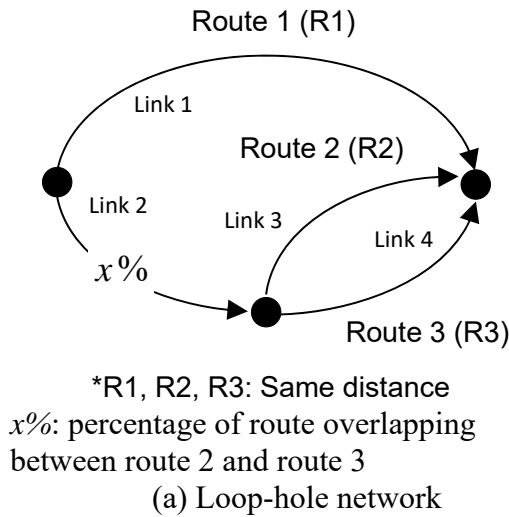 Route 1 (R1)
Link 1
Route 2 (R2)
Link 2
Link 3
Link 4
x%
Route 3 (R3)
*R1, R2, R3: Same distance
x%: percentage of route overlapping
between route 2 and route 3
(a) Loop-hole network